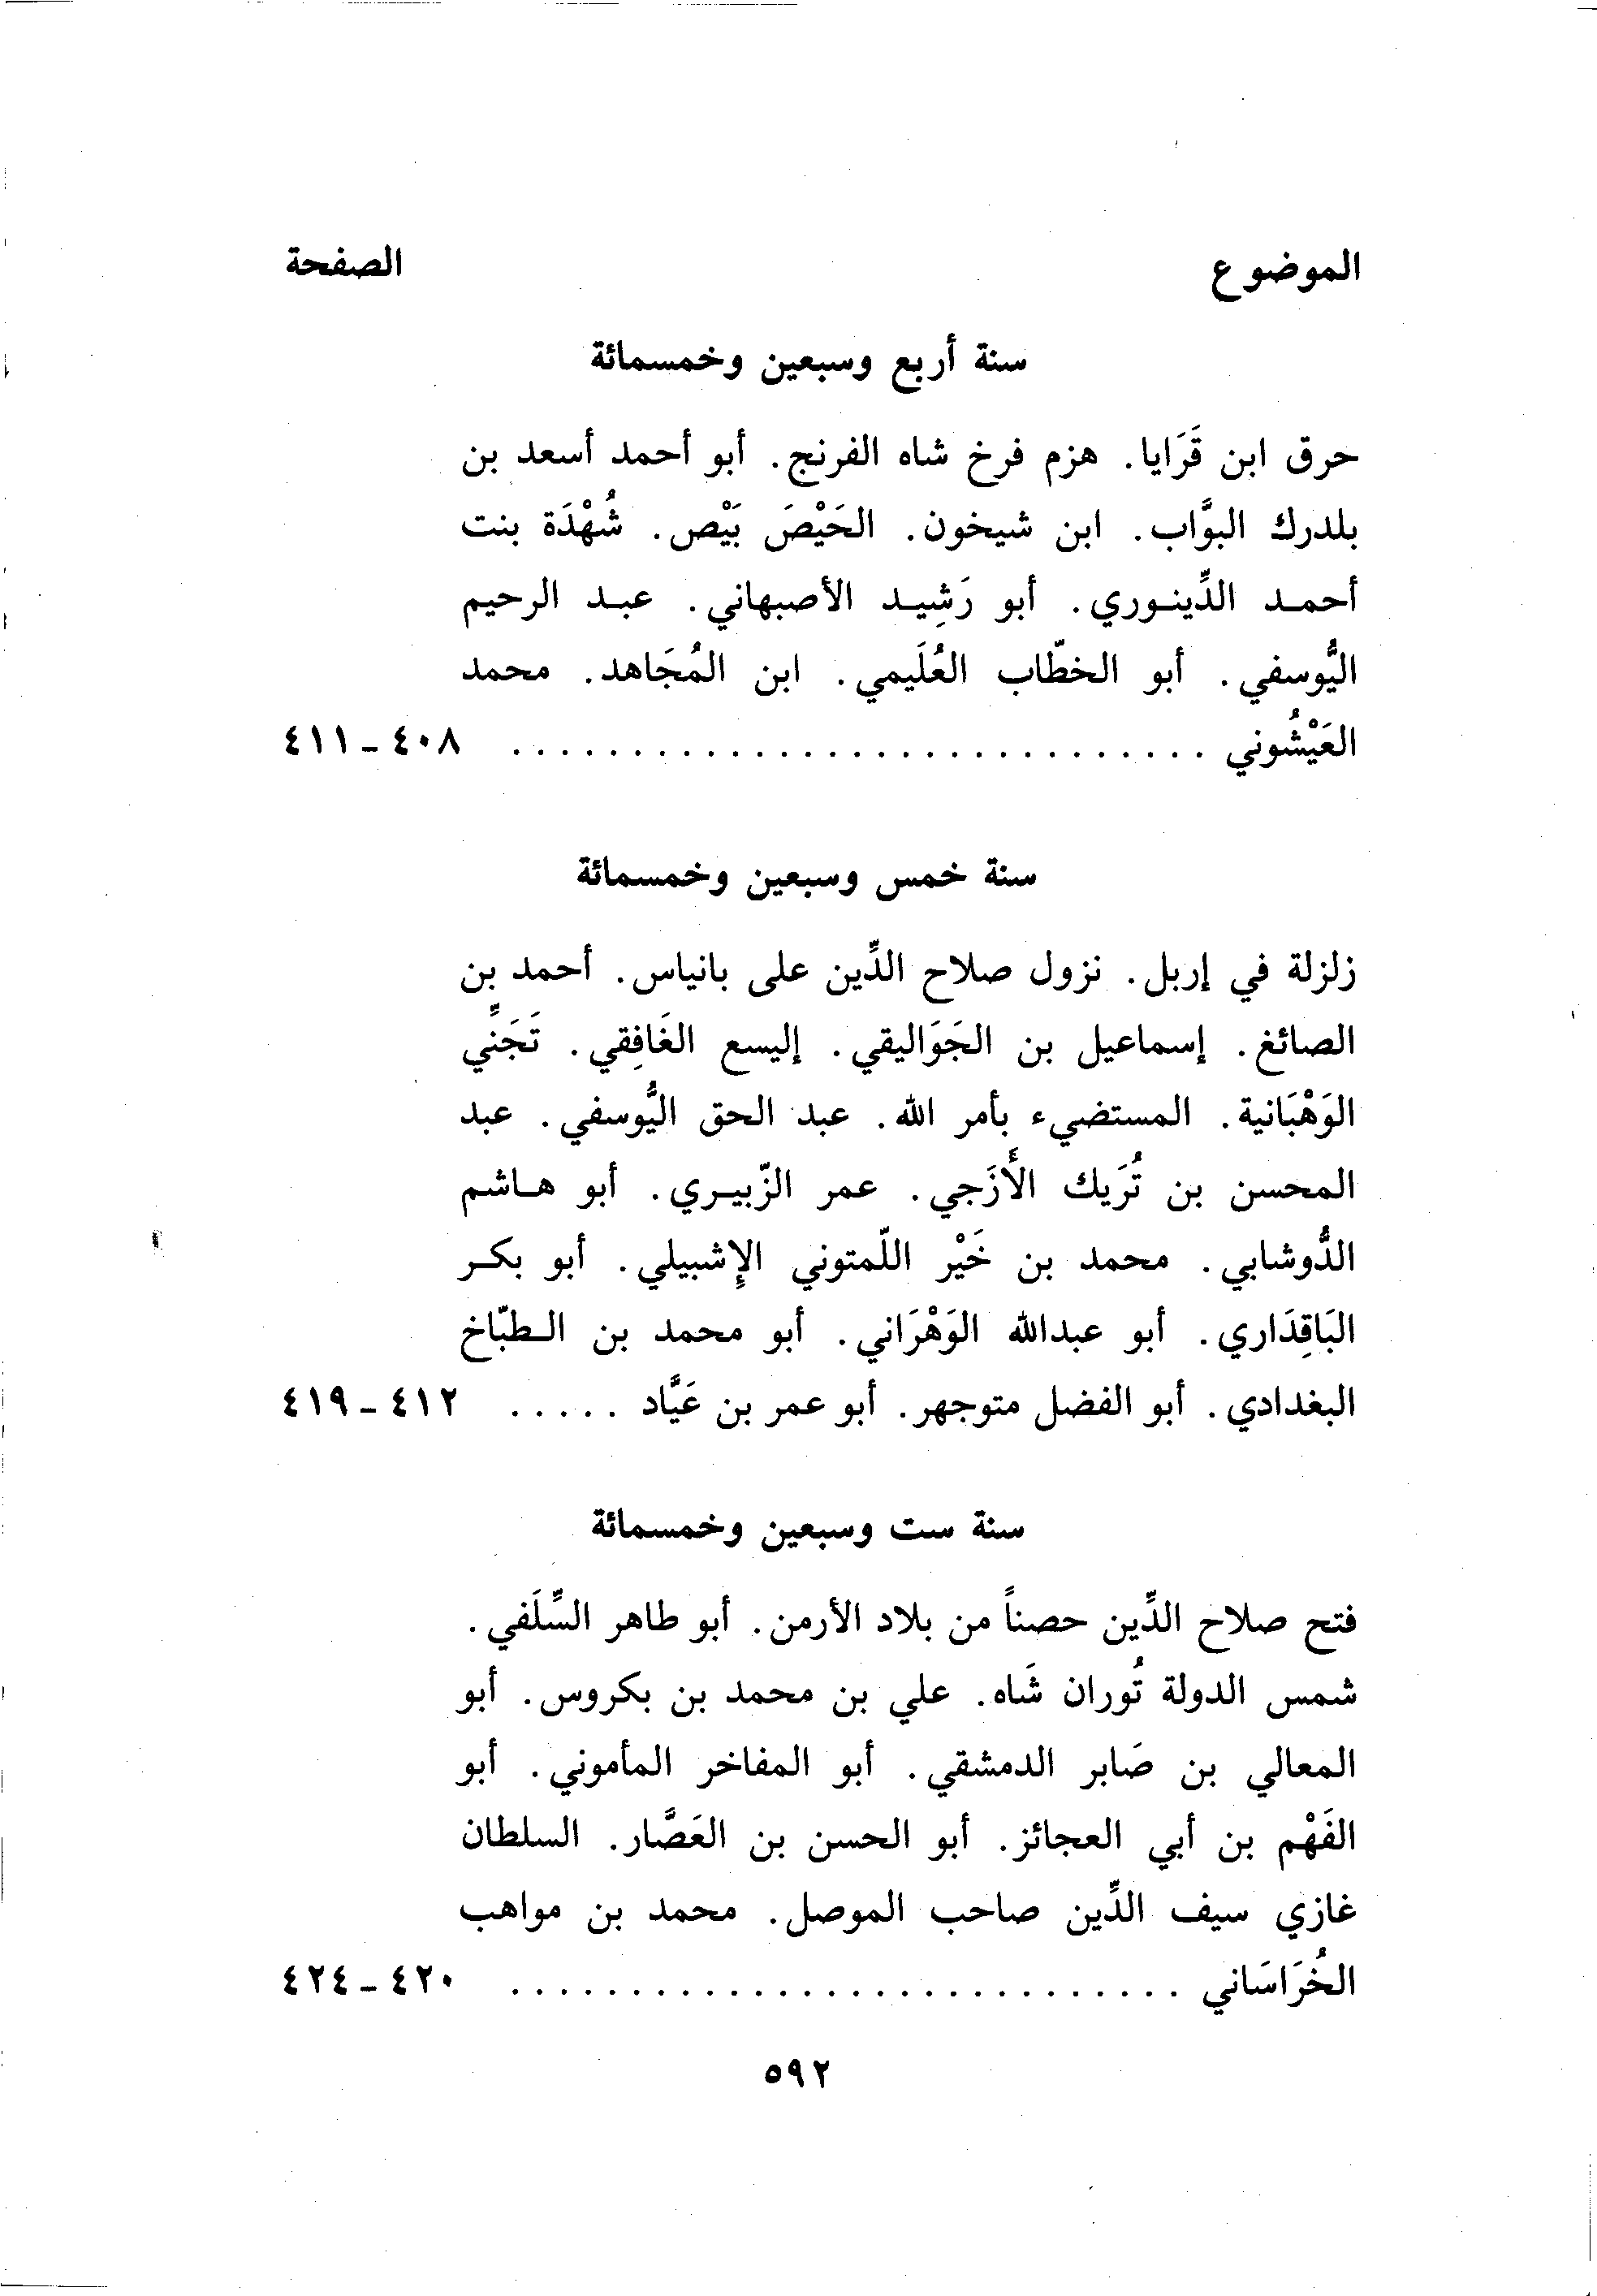 الموضوع الصفحة
سنة أربع وسبعين وخمسمائة
حرق ابن قَرَايا. هزم فرخ شاه الفرنج. أبو أحمد أسعد بن
بلدرك البوَّاب. ابن شيخون. الحَيْصَ بَيْص. شُهْدَة بنت
أحمد الدِّينوري. أبو رَشِيد الأصبهاني. عبد الرحيم
اليُّوسفي. أبو الخطّاب العُلَيمي. ابن المُجَاهد. محمد
العَيْشُوني . . . . . . . . . . . . . . . . . . . . . . . . . . . . . ٤٠٨ - ٤١١
سنة خمس وسبعين وخمسمائة
زلزلة في إربل. نزول صلاح الدِّين على بانياس. أحمد بن
الصائغ. إسماعيل بن الجَوَاليقي. إليسع الغَافِقي. تَجَنِّي
الوَهْبَانية. المستضيء بأمر الله. عبد الحق اليُّوسفي. عبد
المحسن بن تُرَيك الأَزَجي. عمر الزّبيري. أبو هاشم
الدُّوشابي. محمد بن خَيْر اللّمتوني الإشبيلي. أبو بكر
البَاقِدَاري. أبو عبدالله الوَهْرَاني. أبو محمد بن الطبّاخ
البغدادي. أبو الفضل متوجهر. أبو عمر بن عَيَّاد . . . . . ٤١٢ - ٤١٩
سنة ست وسبعين وخمسمائة
فتح صلاح الدِّين حصناً من بلاد الأرمن. أبو طاهر السِّلَفي.
شمس الدولة تُوران شَاه. علي بن محمد بن بكروس. أبو
المعالي بن صَابر الدمشقي. أبو المفاخر المأموني. أبو
الفَهْم بن أبي العجائز. أبو الحسن بن العَصَّار. السلطان
غازي سيف الدِّين صاحب الموصل. محمد بن مواهب
الخُرَاسَاني . . . . . . . . . . . . . . . . . . . . . . . . . . . . ٤٢٠ - ٤٢٤
٥٩٢